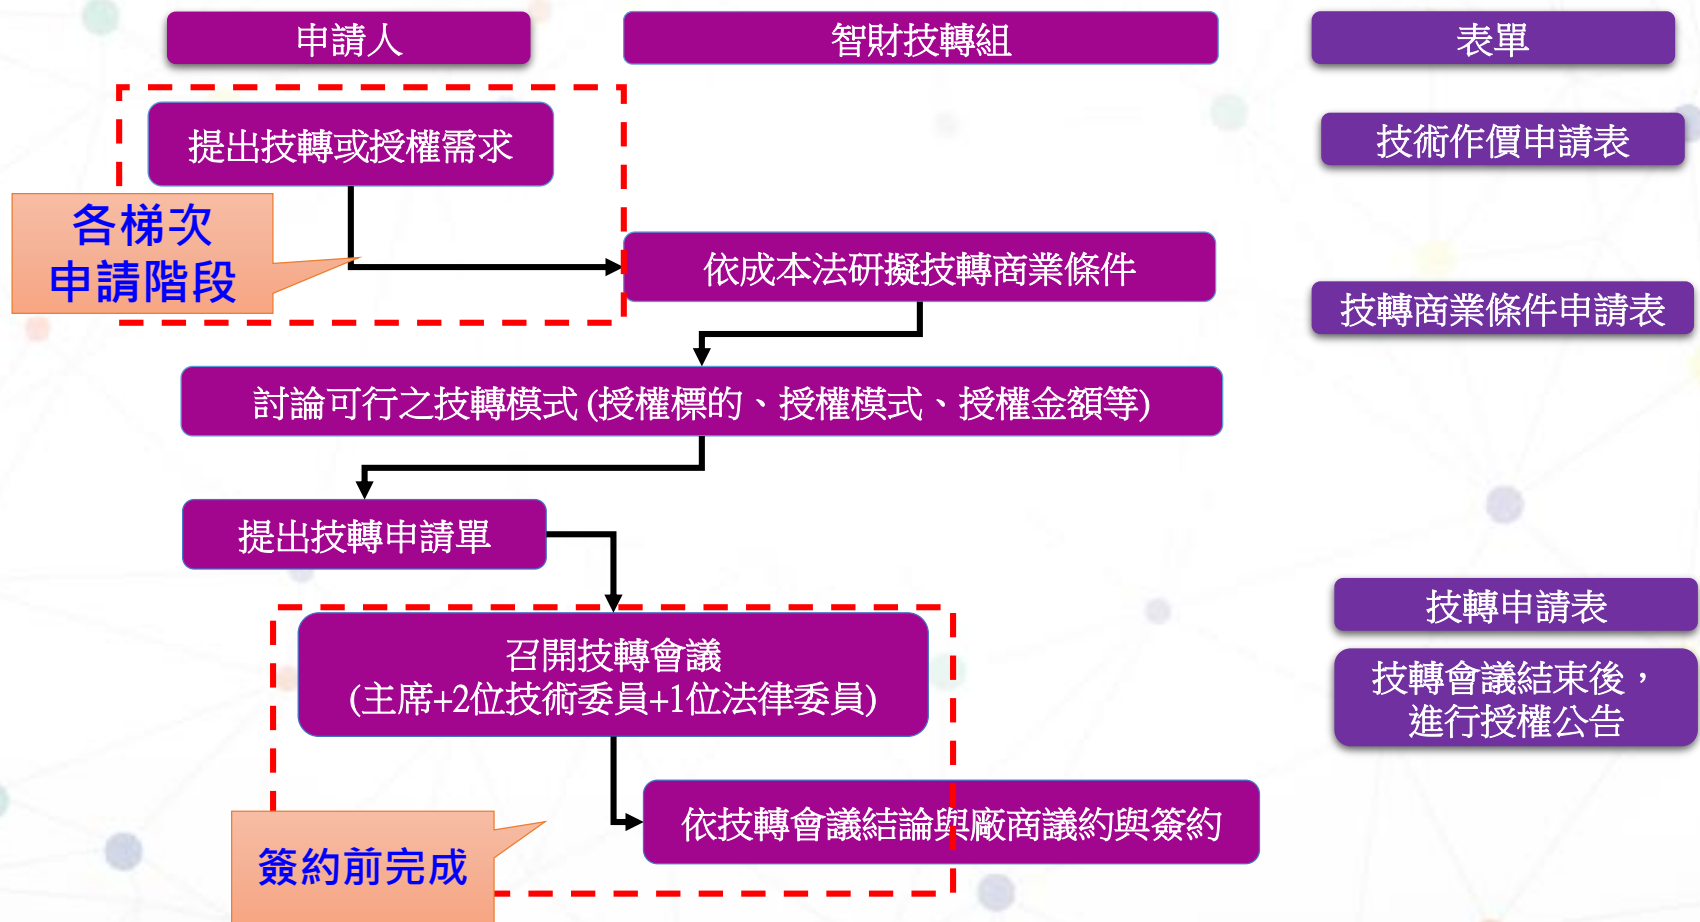 申請人
智財技轉組
表單
提出技轉或授權需求
技術作價申請表
各梯次
申請階段
依成本法研擬技轉商業條件
技轉商業條件申請表
討論可行之技轉模式 (授權標的、授權模式、授權金額等)
提出技轉申請單
技轉申請表
召開技轉會議
(主席+2位技術委員+1位法律委員)
技轉會議結束後，
進行授權公告
依技轉會議結論與廠商議約與簽約
簽約前完成